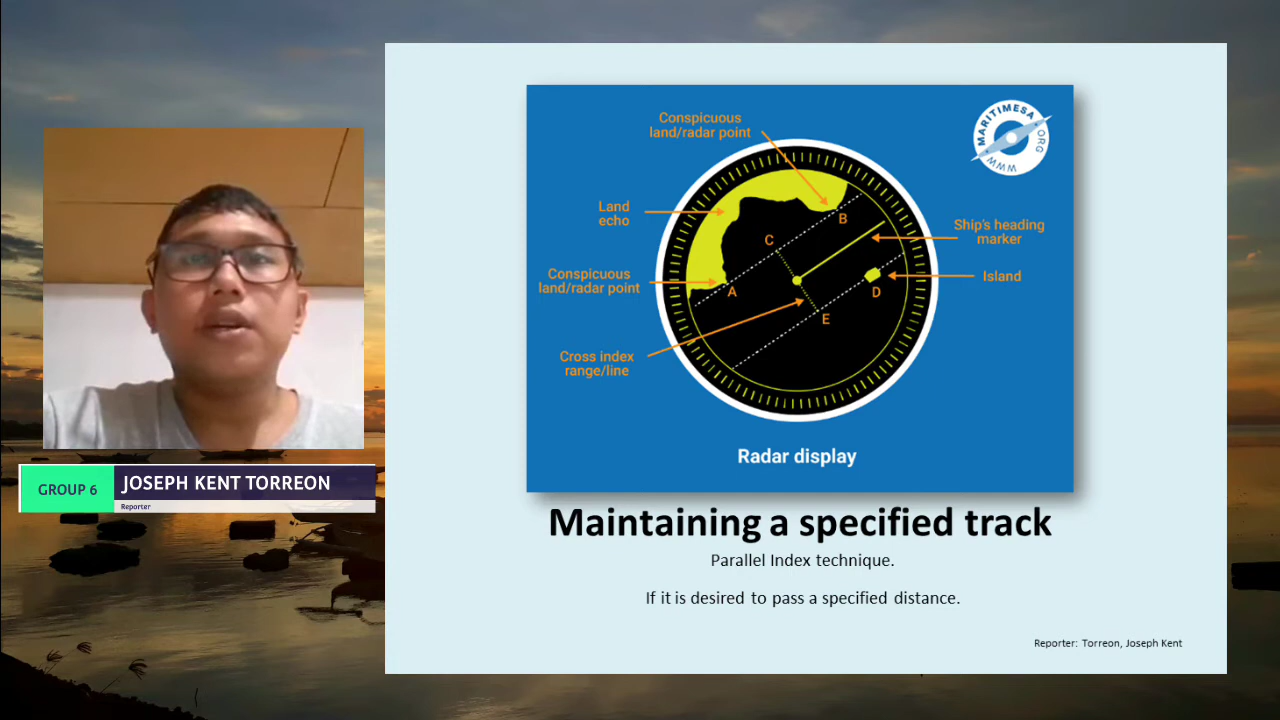 GROUP 6
JOSEPH KENT TORREON
Reporter
Conspicuous
land/radar point
MARITIMESA
.ORG
WWW.
Land
echo
B
C
Ship's heading
marker
Conspicuous
land/radar point
A
Island
D
E
Cross index
range/line
Radar display
Maintaining a specified track
Parallel Index technique.
If it is desired to pass a specified distance.
Reporter: Torreon, Joseph Kent